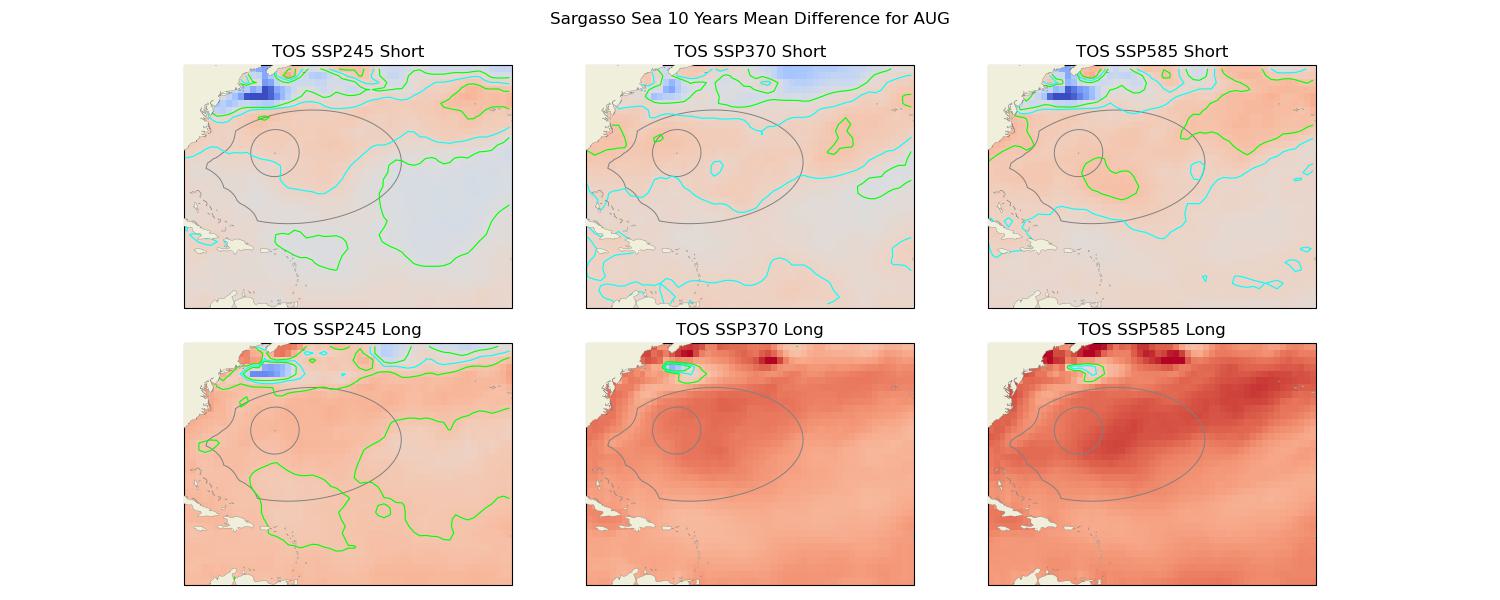 Sargasso Sea 10 Years Mean Difference for AUG
TOS SSP245 Short
TOS SSP370 Short
TOS SSP585 Short
TOS SSP245 Long
TOS SSP370 Long
TOS SSP585 Long